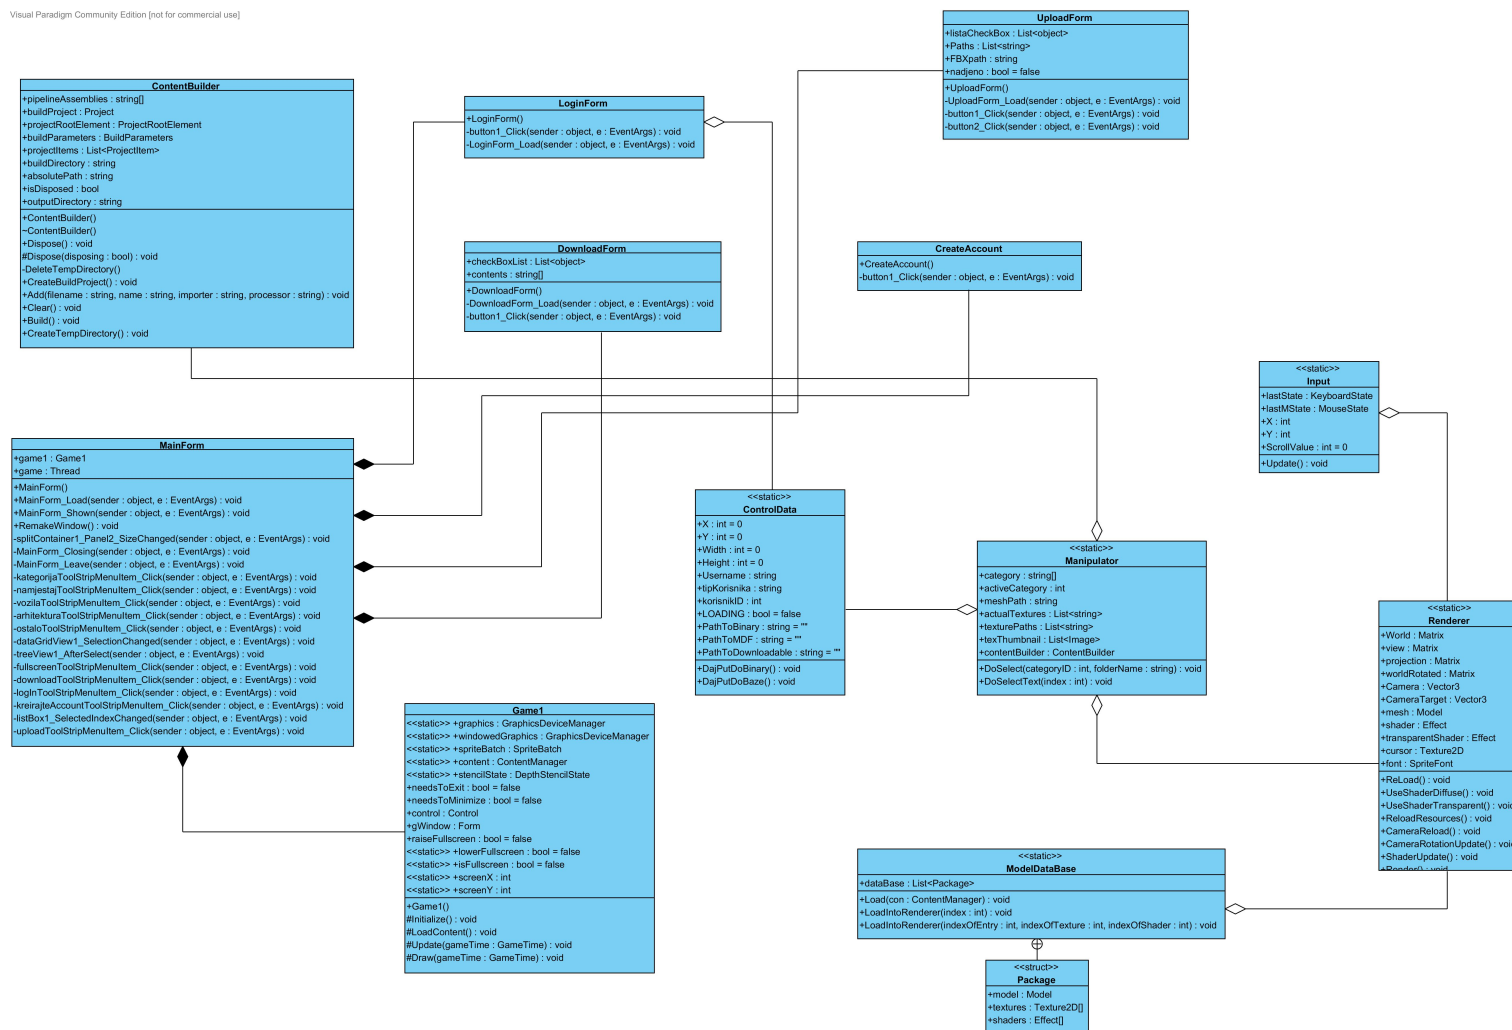 Visual Paradigm Community Edition [not for commercial use]
UploadForm
+listaCheckBox : List<object>
+Paths : List<string>
+FBXpath : string
+nadjeno : bool = false
+UploadForm()
-UploadForm_Load(sender : object, e : EventArgs) : void
-button1_Click(sender : object, e : EventArgs) : void
-button2_Click(sender : object, e : EventArgs) : void
ContentBuilder
+pipelineAssemblies : string[]
+buildProject : Project
+projectRootElement : ProjectRootElement
+buildParameters : BuildParameters
+projectItems : List<ProjectItem>
+buildDirectory : string
+absolutePath : string
+isDisposed : bool
+outputDirectory : string
+ContentBuilder()
~ContentBuilder()
+Dispose() : void
#Dispose(disposing : bool) : void
-DeleteTempDirectory()
+CreateBuildProject() : void
+Add(filename : string, name : string, importer : string, processor : string) : void
+Clear() : void
+Build() : void
+CreateTempDirectory() : void
LoginForm
+LoginForm()
-button1_Click(sender : object, e : EventArgs) : void
-LoginForm_Load(sender : object, e : EventArgs) : void
DownloadForm
+checkBoxList : List<object>
+contents : string[]
+DownloadForm()
-DownloadForm_Load(sender : object, e : EventArgs) : void
-button1_Click(sender : object, e : EventArgs) : void
CreateAccount
+CreateAccount()
-button1_Click(sender : object, e : EventArgs) : void
<<static>>
Input
+lastState : KeyboardState
+lastMState : MouseState
+X : int
+Y : int
+ScrollValue : int = 0
+Update() : void
MainForm
+game1 : Game1
+game : Thread
+MainForm()
+MainForm_Load(sender : object, e : EventArgs) : void
+MainForm_Shown(sender : object, e : EventArgs) : void
+RemakeWindow() : void
-splitContainer1_Panel2_SizeChanged(sender : object, e : EventArgs) : void
-MainForm_Closing(sender : object, e : EventArgs) : void
-MainForm_Leave(sender : object, e : EventArgs) : void
-kategorijaToolStripMenuItem_Click(sender : object, e : EventArgs) : void
-namjestajToolStripMenuItem_Click(sender : object, e : EventArgs) : void
-vozilaToolStripMenuItem_Click(sender : object, e : EventArgs) : void
-arhitekturaToolStripMenuItem_Click(sender : object, e : EventArgs) : void
-ostaloToolStripMenuItem_Click(sender : object, e : EventArgs) : void
-dataGridView1_SelectionChanged(sender : object, e : EventArgs) : void
-treeView1_AfterSelect(sender : object, e : EventArgs) : void
-fullscreenToolStripMenuItem_Click(sender : object, e : EventArgs) : void
-downloadToolStripMenuItem_Click(sender : object, e : EventArgs) : void
-logInToolStripMenuItem_Click(sender : object, e : EventArgs) : void
-kreirajteAccountToolStripMenuItem_Click(sender : object, e : EventArgs) : void
-listBox1_SelectedIndexChanged(sender : object, e : EventArgs) : void
-uploadToolStripMenuItem_Click(sender : object, e : EventArgs) : void
<<static>>
ControlData
+X : int = 0
+Y : int = 0
+Width : int = 0
+Height : int = 0
+Username : string
+tipKorisnika : string
+korisnikID : int
+LOADING : bool = false
+PathToBinary : string = ""
+PathToMDF : string = ""
+PathToDownloadable : string = ""
+DajPutDoBinary() : void
+DajPutDoBaze() : void
<<static>>
Manipulator
+category : string[]
+activeCategory : int
+meshPath : string
+actualTextures : List<string>
+texturePaths : List<string>
+texThumbnail : List<Image>
+contentBuilder : ContentBuilder
+DoSelect(categoryID : int, folderName : string) : void
+DoSelectText(index : int) : void
<<static>>
Renderer
+World : Matrix
+view : Matrix
+projection : Matrix
+worldRotated : Matrix
+Camera : Vector3
+CameraTarget : Vector3
+mesh : Model
+shader : Effect
+transparentShader : Effect
+cursor : Texture2D
+font : SpriteFont
+ReLoad() : void
+UseShaderDiffuse() : void
+UseShaderTransparent() : void
+ReloadResources() : void
+CameraReload() : void
+CameraRotationUpdate() : void
+ShaderUpdate() : void
+Render() : void
Game1
<<static>> +graphics : GraphicsDeviceManager
<<static>> +windowedGraphics : GraphicsDeviceManager
<<static>> +spriteBatch : SpriteBatch
<<static>> +content : ContentManager
<<static>> +stencilState : DepthStencilState
+needsToExit : bool = false
+needsToMinimize : bool = false
+control : Control
+gWindow : Form
+raiseFullscreen : bool = false
<<static>> +lowerFullscreen : bool = false
<<static>> +isFullscreen : bool = false
<<static>> +screenX : int
<<static>> +screenY : int
+Game1()
#Initialize() : void
#LoadContent() : void
#Update(gameTime : GameTime) : void
#Draw(gameTime : GameTime) : void
<<static>>
ModelDataBase
+dataBase : List<Package>
+Load(con : ContentManager) : void
+LoadIntoRenderer(index : int) : void
+LoadIntoRenderer(indexOfEntry : int, indexOfTexture : int, indexOfShader : int) : void
<<struct>>
Package
+model : Model
+textures : Texture2D[]
+shaders : Effect[]